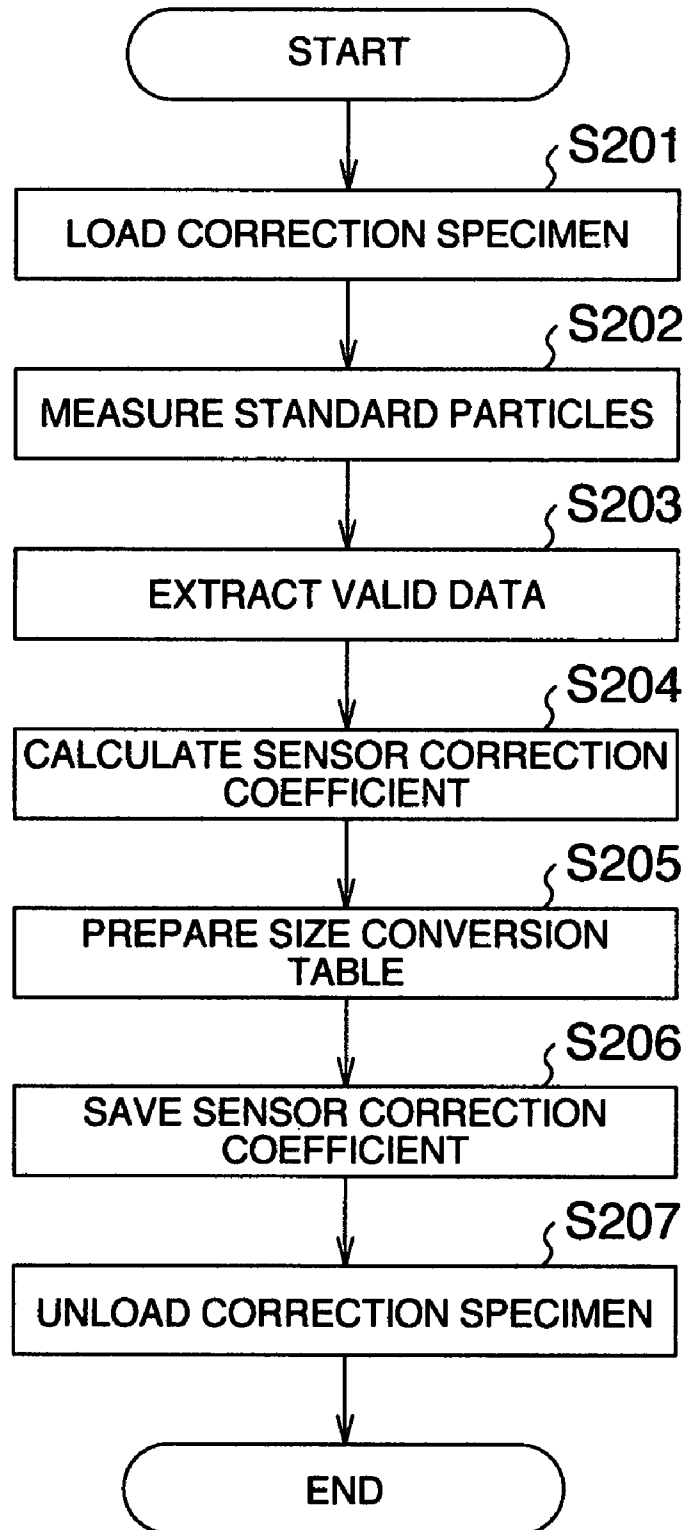 START
S201
LOAD CORRECTION SPECIMEN
S202
MEASURE STANDARD PARTICLES
S203
EXTRACT VALID DATA
S204
CALCULATE SENSOR CORRECTION
COEFFICIENT
S205
PREPARE SIZE CONVERSION
TABLE
S206
SAVE SENSOR CORRECTION
COEFFICIENT
S207
UNLOAD CORRECTION SPECIMEN
END